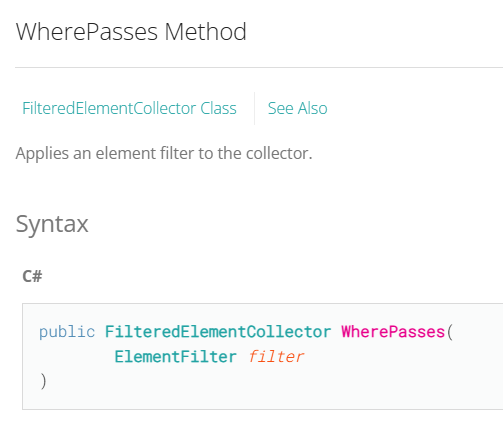 WherePasses Method
FilteredElementCollector Class
See Also
Applies an element filter to the collector.
Syntax
C#
public FilteredElementCollector WherePasses(
ElementFilter filter
)